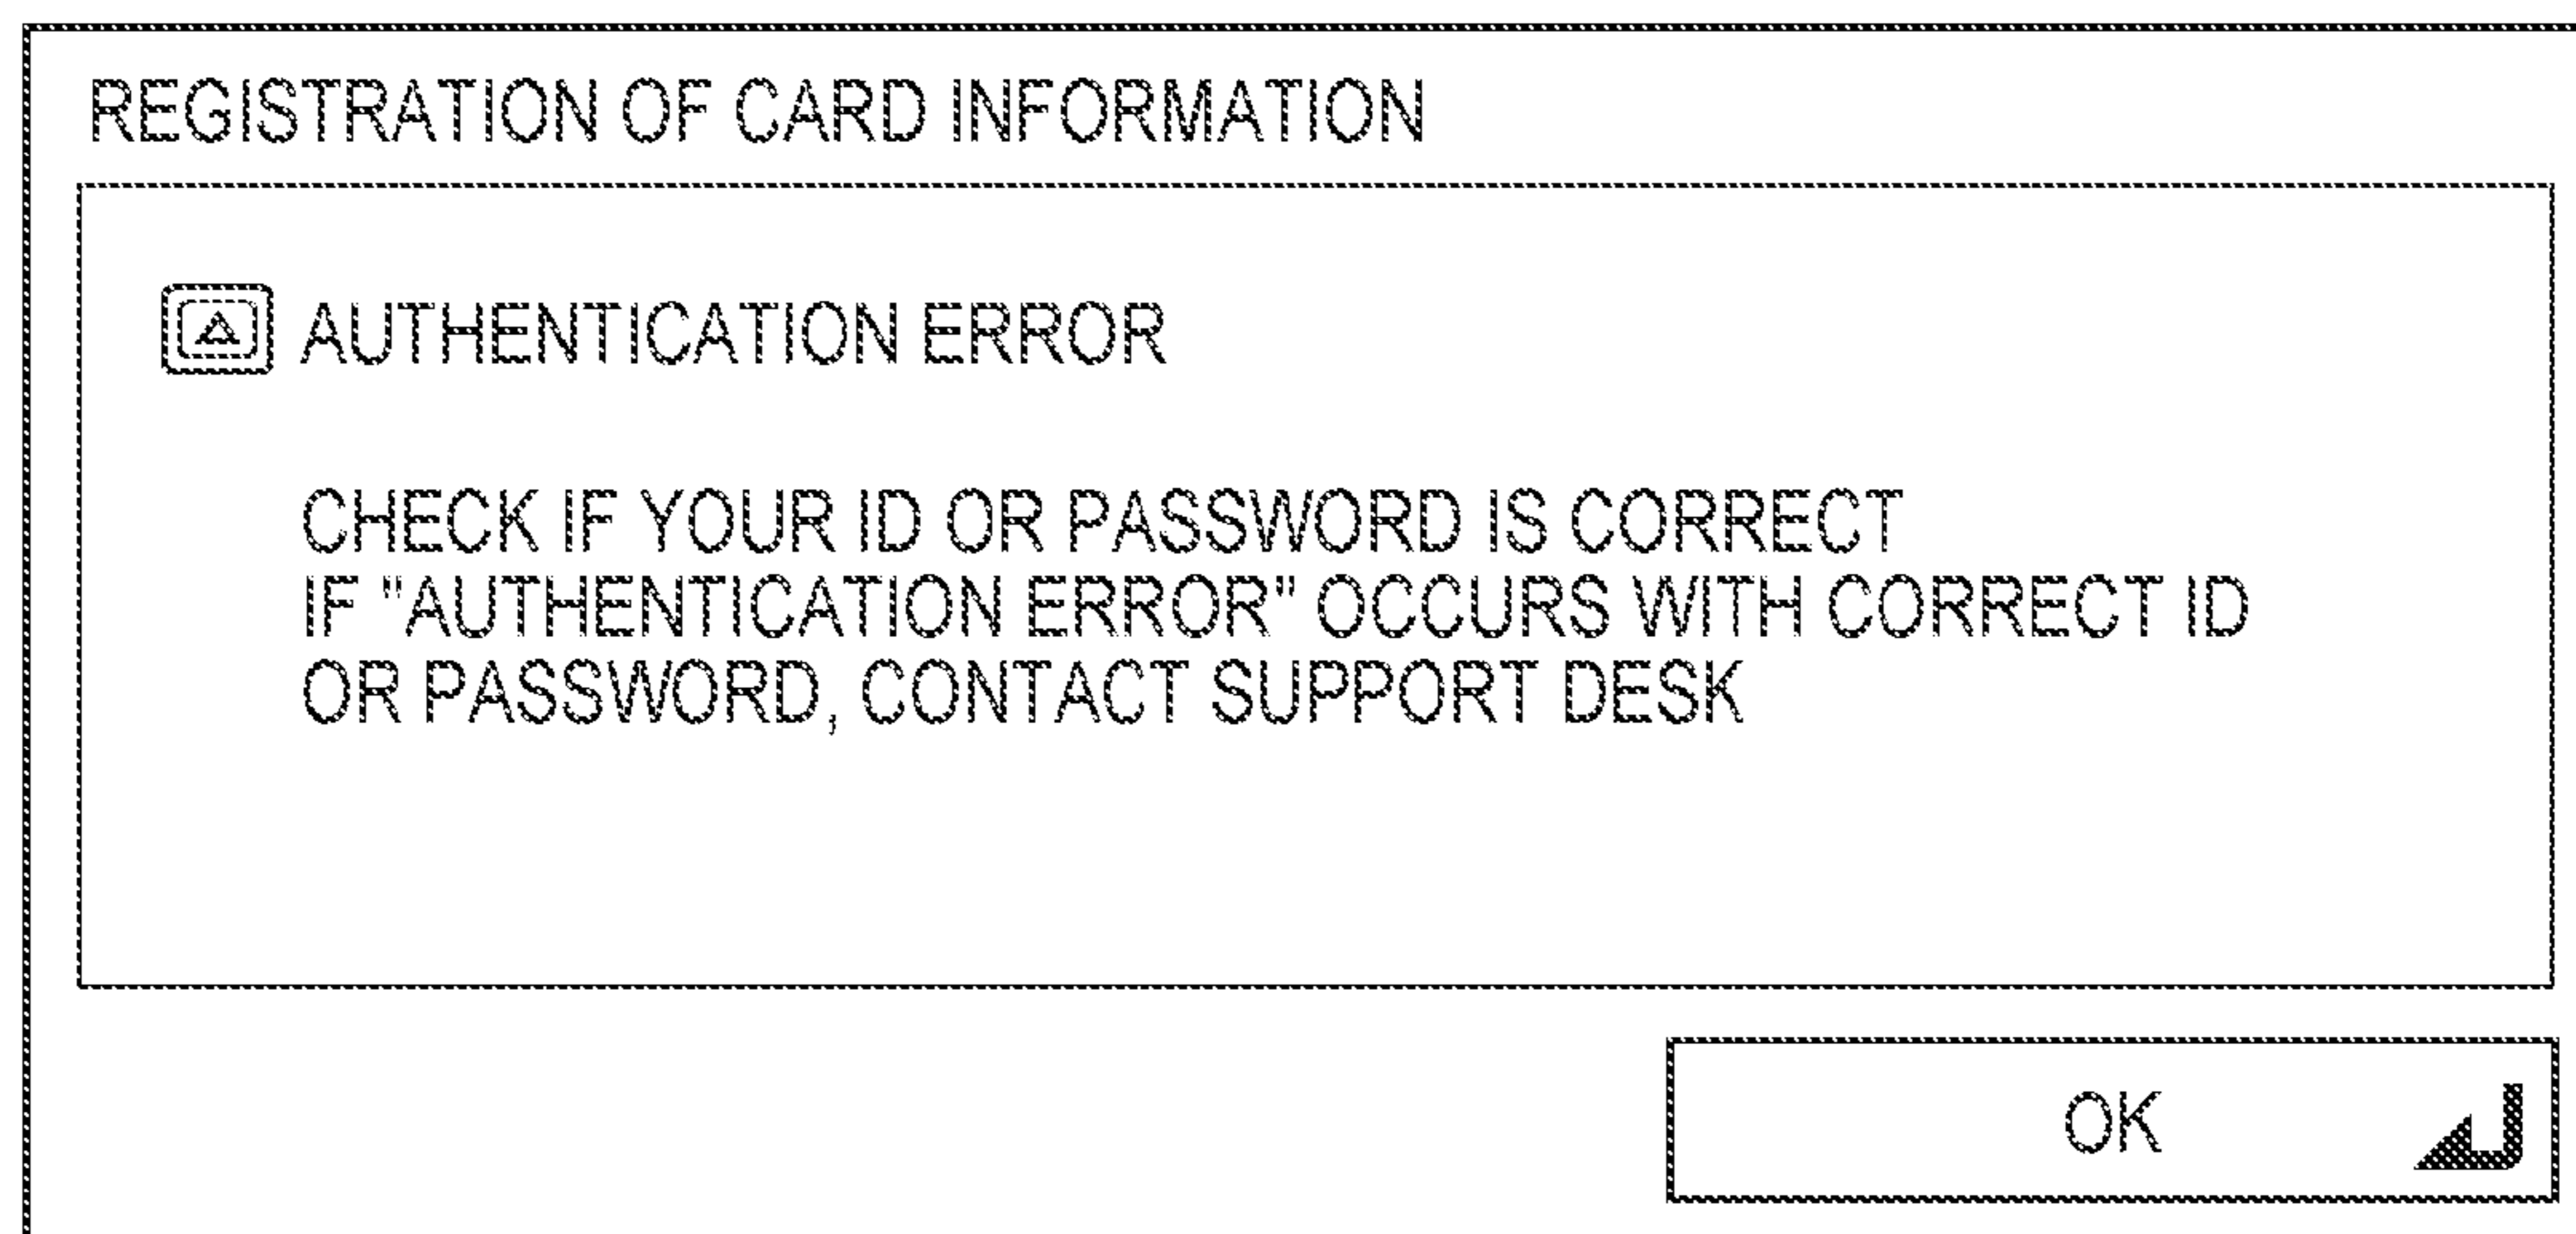 REGISTRATION OF CARD INFORMATION
AUTHENTICATION ERROR
CHECK IF YOUR ID OR PASSWORD IS CORRECT
IF "AUTHENTICATION ERROR" OCCURS WITH CORRECT ID
OR PASSWORD, CONTACT SUPPORT DESK
OK